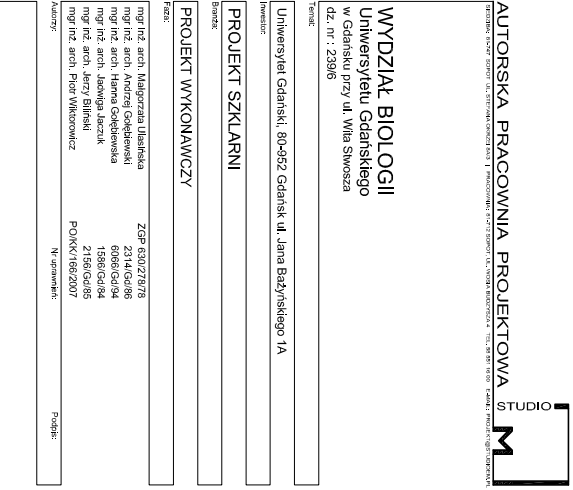 AUTORSKA PRACOWNIA PROJEKTOWA
STUDIO
M
WYDZIAŁ BIOLOGII
Uniwersytetu Gdańskiego
w Gdańsku przy ul. Wita Stwosza
dz. nr : 239/6
Temat:
Uniwersytet Gdański, 80-952 Gdańsk ul. Jana Bażyńskiego 1A
Inwestor:
PROJEKT SZKLARNI
Branża:
PROJEKT WYKONAWCZY
Faza:
mgr inż. arch. Małgorzata Ulasińska ZGP 630/278/78
mgr inż. arch. Andrzej Gołębiewski 2314/Gd/86
mgr inż. arch. Hanna Gołębiewska 6066/Gd/94
mgr inż. arch. Jadwiga Jaczuk 1586/Gd/84
mgr inż. arch. Jerzy Biliński 2156/Gd/85
mgr inż. arch. Piotr Wiktorowicz PO/KK/166/2007
Autorzy: Nr uprawnień: Podpis: